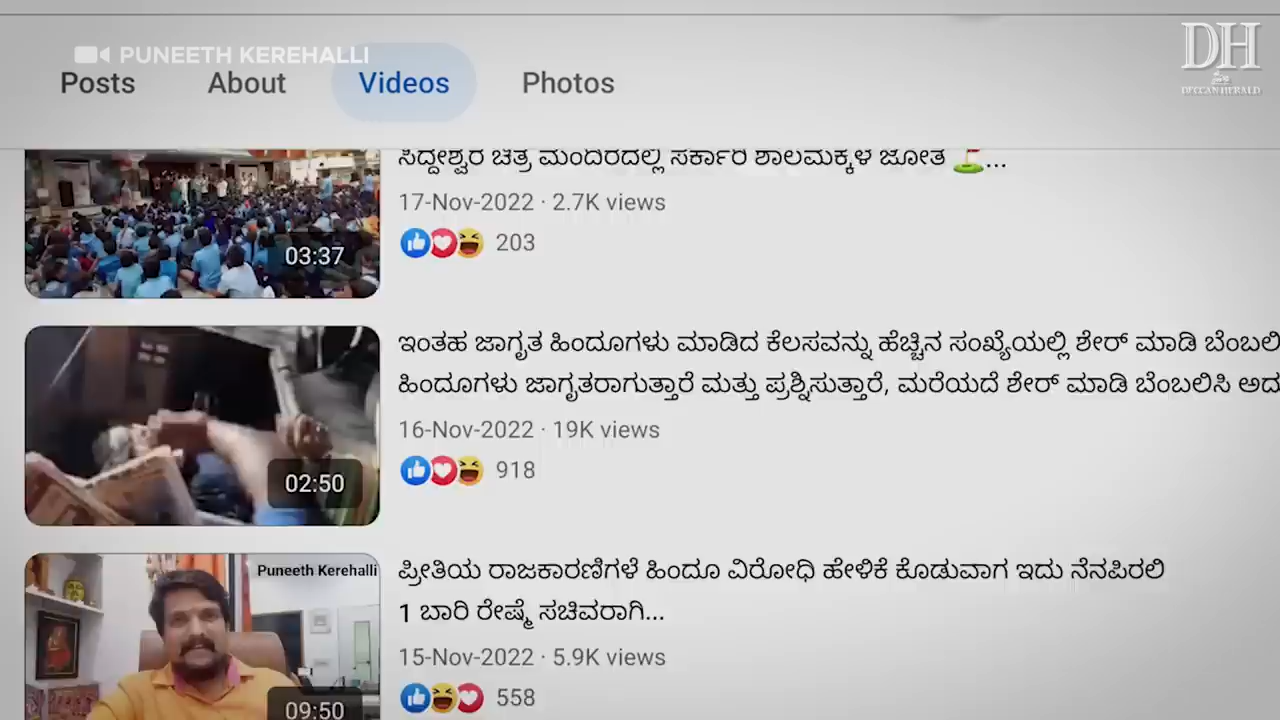 PUNEETH KEREHALLI
DH
DECCAN HERALD
Posts
About
Videos
Photos
ಸಿದ್ದೇಶ್ವರ ಚಿತ್ರ ಮಂದಿರದಲ್ಲಿ ಸರ್ಕಾರಿ ಶಾಲಮಕ್ಕಳ ಜೋತೆ ⛳...
17-Nov-2022 · 2.7K views
203
03:37
ಇಂತಹ ಜಾಗೃತ ಹಿಂದೂಗಳು ಮಾಡಿದ ಕೆಲಸವನ್ನು ಹೆಚ್ಚಿನ ಸಂಖ್ಯೆಯಲ್ಲಿ ಶೇರ್ ಮಾಡಿ ಬೆಂಬಲಿ
ಹಿಂದೂಗಳು ಜಾಗೃತರಾಗುತ್ತಾರೆ ಮತ್ತು ಪ್ರಶ್ನಿಸುತ್ತಾರೆ, ಮರೆಯದೆ ಶೇರ್ ಮಾಡಿ ಬೆಂಬಲಿಸಿ ಅದ
16-Nov-2022 · 19K views
918
02:50
Puneeth Kerehalli
ಪ್ರೀತಿಯ ರಾಜಕಾರಣಿಗಳೆ ಹಿಂದೂ ವಿರೋಧಿ ಹೇಳಿಕೆ ಕೊಡುವಾಗ ಇದು ನೆನಪಿರಲಿ
1 ಬಾರಿ ರೇಷ್ಮೆ ಸಚಿವರಾಗಿ...
15-Nov-2022 · 5.9K views
558
09:50